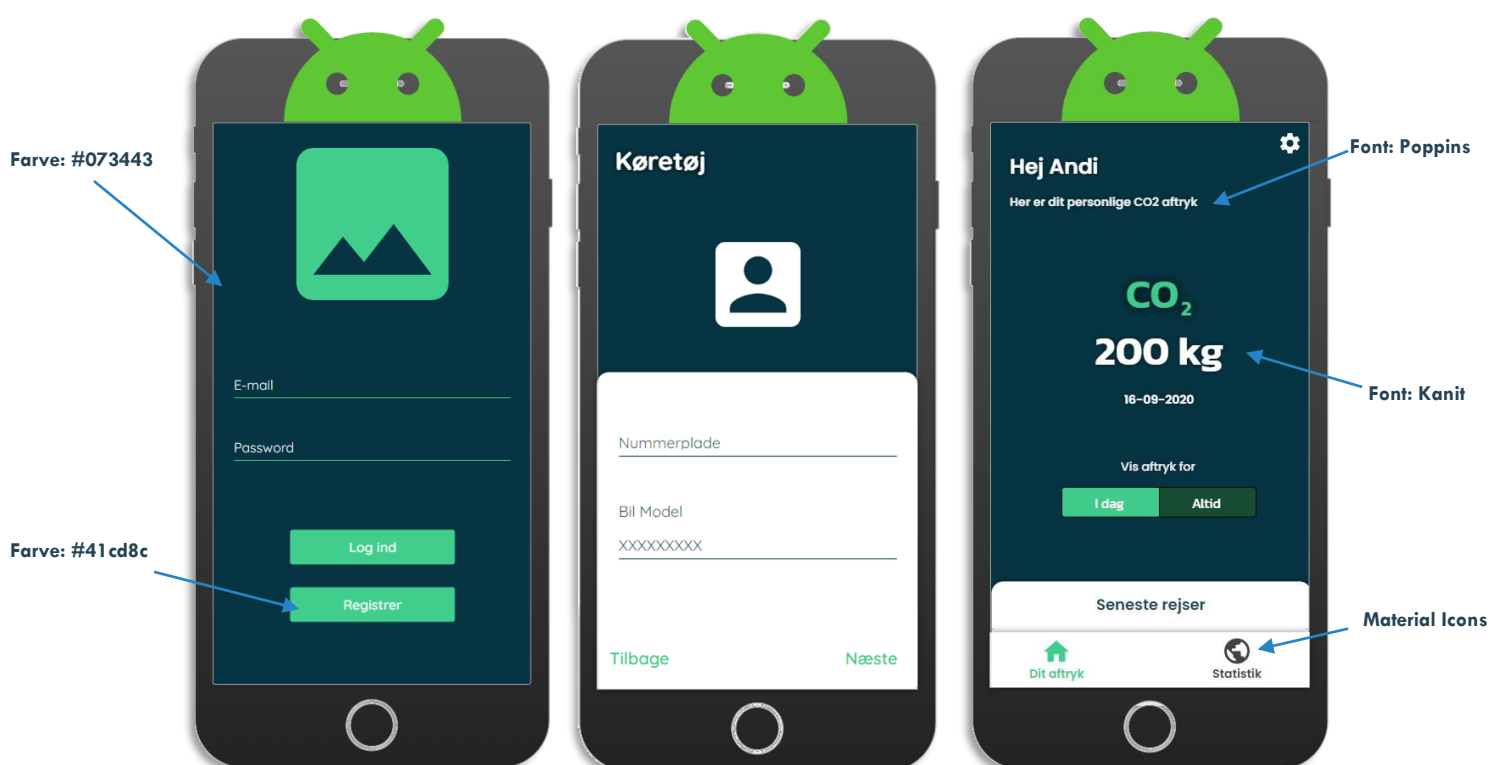 Farve: #073443
Farve: #41cd8c
E-mail
Password
Log ind
Registrer
Køretøj
Nummerplade
Bil Model
XXXXXXXXX
Tilbage
Næste
Hej Andi
Her er dit personlige CO2 aftryk
CO₂
200 kg
16-09-2020
Vis aftryk for
I dag
Altid
Seneste rejser
Dit aftryk
Statistik
Font: Poppins
Font: Kanit
Material Icons